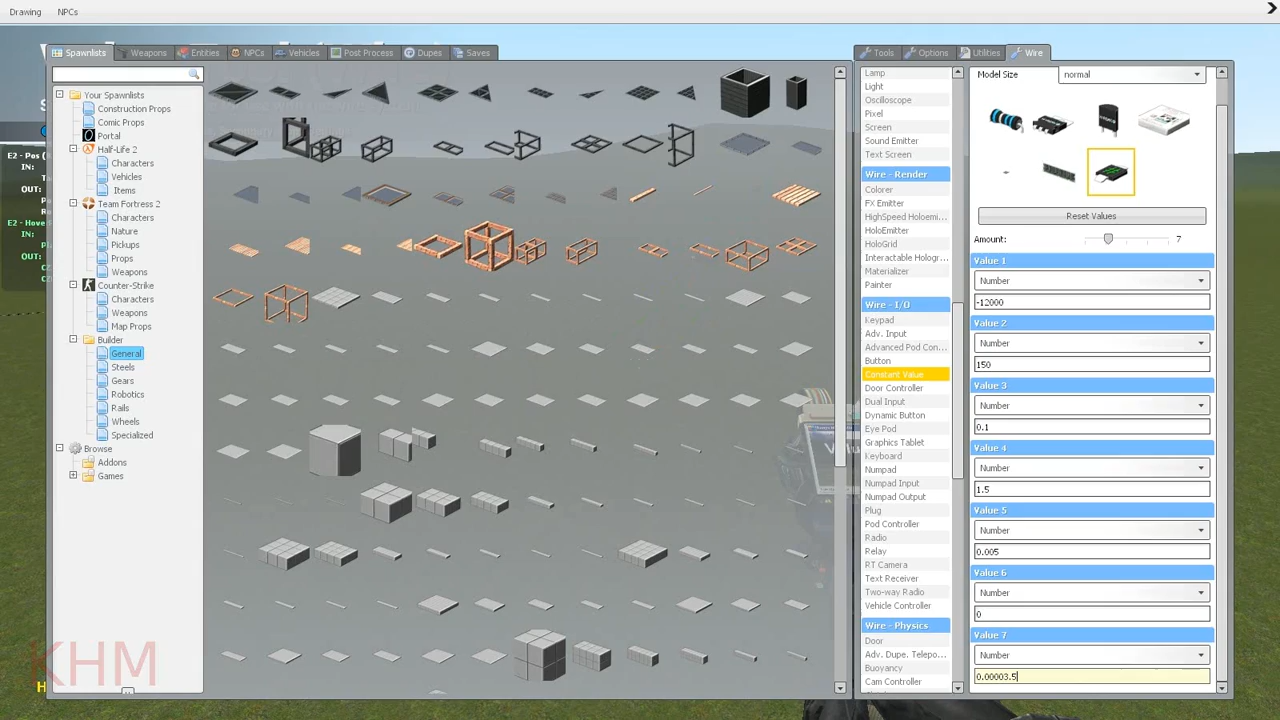 Drawing NPCs
Spawnlists Weapons Entities NPCs Vehicles Post Process Dupes Saves
Your Spawnlists
Construction Props
Comic Props
Portal
Half-Life 2
Characters
Vehicles
Items
Team Fortress 2
Characters
Nature
Pickups
Props
Weapons
Counter-Strike
Characters
Weapons
Map Props
Builder
General
Steels
Gears
Robotics
Rails
Wheels
Specialized
Browse
Addons
Games
E2 - Pos (
IN:
OUT:
E2 - Hove
IN:
OUT:
KHM
Tools Options Utilities Wire
Lamp
Light
Oscilloscope
Pixel
Screen
Sound Emitter
Text Screen
Wire - Render
Colorer
FX Emitter
HighSpeed Holoemi...
HoloEmitter
HoloGrid
Interactable Hologr...
Materializer
Painter
Wire - I/O
Keypad
Adv. Input
Advanced Pod Con...
Button
Constant Value
Door Controller
Dual Input
Dynamic Button
Eye Pod
Graphics Tablet
Keyboard
Numpad
Numpad Input
Numpad Output
Plug
Pod Controller
Radio
Relay
RT Camera
Text Receiver
Two-way Radio
Vehicle Controller
Wire - Physics
Door
Adv. Dupe. Telepo...
Buoyancy
Cam Controller
Model Size normal
Reset Values
Amount: 7
Value 1
Number
-12000
Value 2
Number
150
Value 3
Number
0.1
Value 4
Number
1.5
Value 5
Number
0.005
Value 6
Number
0
Value 7
Number
0.00003.5